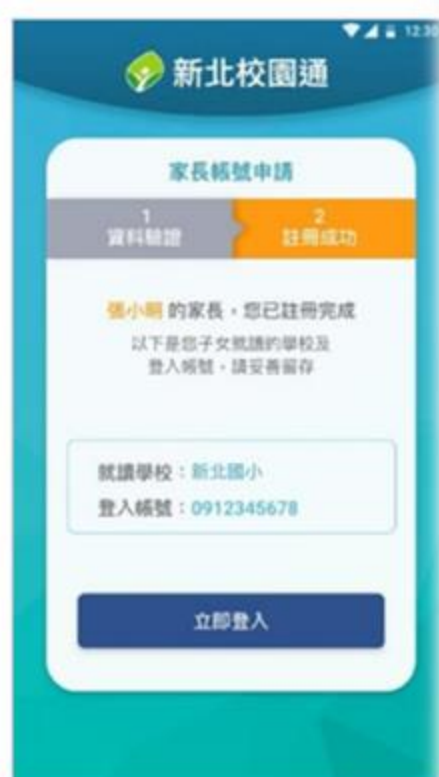 12:30
新北校園通
家長帳號申請
1
資料驗證
2
註冊成功
張小明 的家長，您已註冊完成
以下是您子女就讀的學校及
登入帳號，請妥善留存
就讀學校：新北國小
登入帳號：0912345678
立即登入